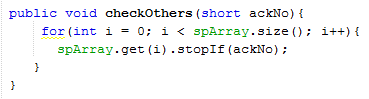 public void checkOthers(short ackNo){
for(int i = 0; i < spArray.size(); i++){
spArray.get(i).stopIf(ackNo);
}
}